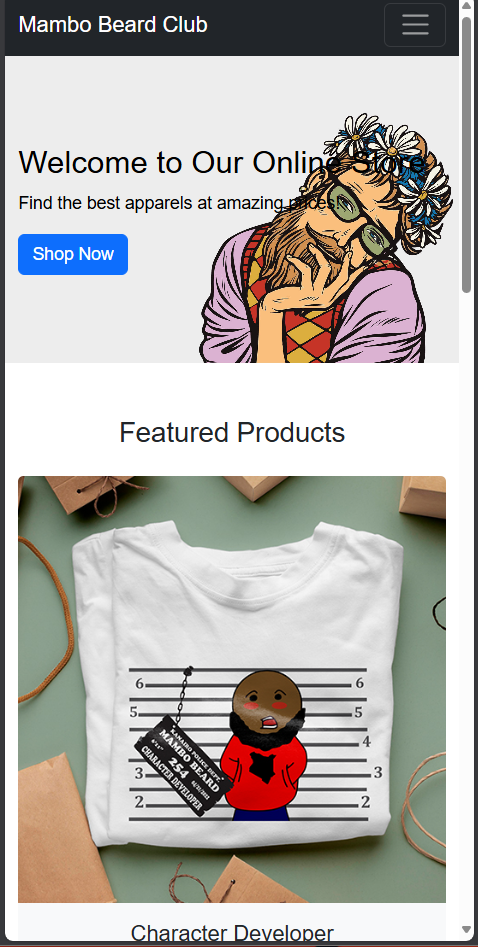 Mambo Beard Club
Welcome to Our Online Store
Find the best apparels at amazing prices!
Shop Now
Featured Products
6 6
5 5
4
3 3
2 2
KANAIRO POLICE DEPT.
MAMBO BEARD
254
CHARACTER DEVELOPER
Character Developer